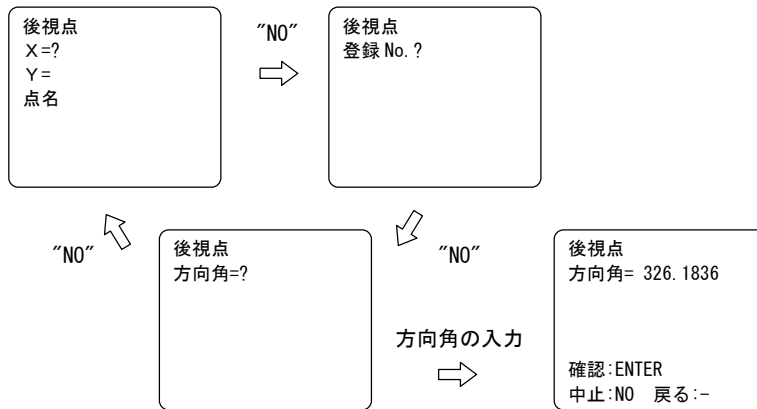 後視点
X=?
Y=
点名
"NO"
後視点
登録 No. ?
"NO"
後視点
方向角=?
"NO"
方向角の入力
後視点
方向角= 326. 1836
確認:ENTER
中止:NO 戻る:-